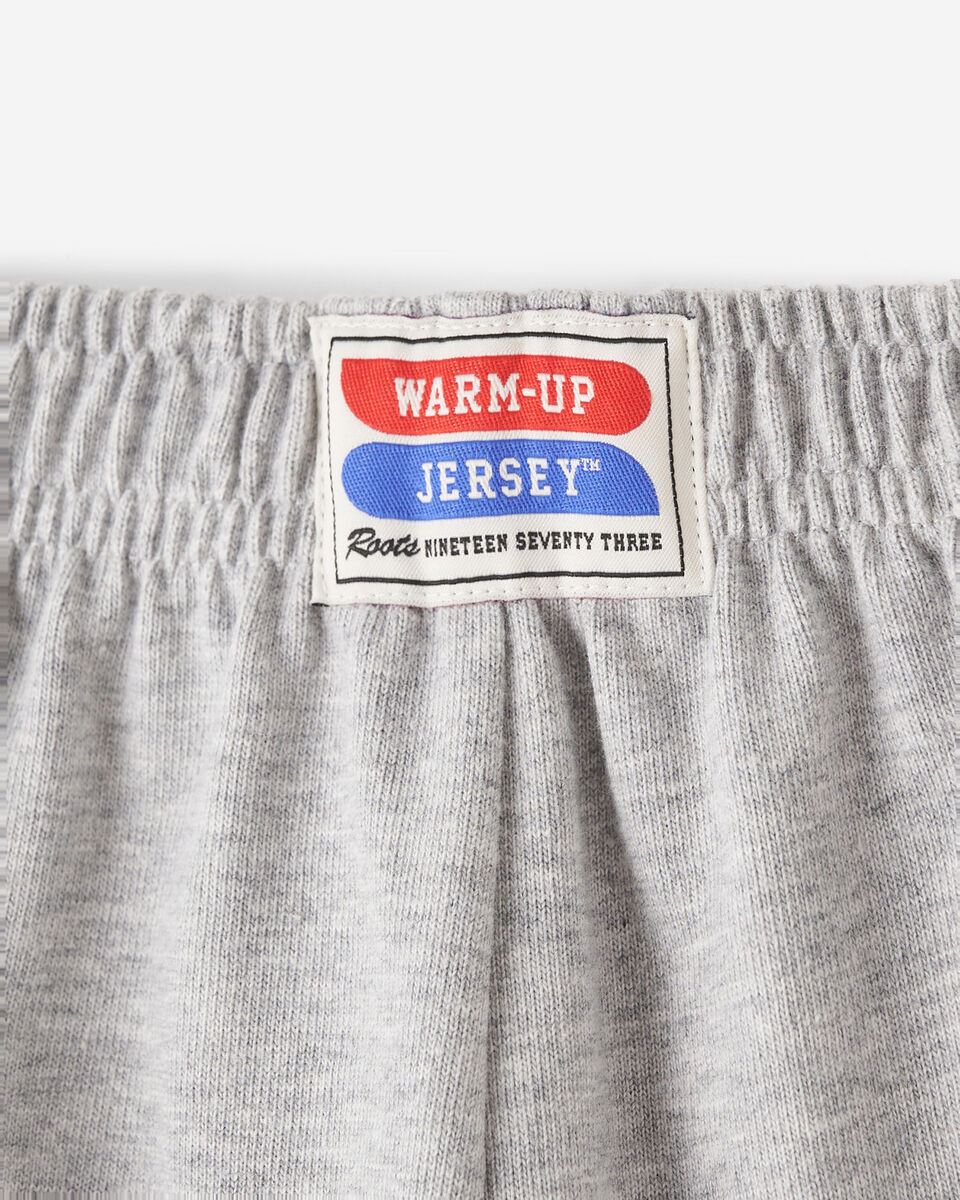 WARM-UP
JERSEY™
Roots NINETEEN SEVENTY THREE